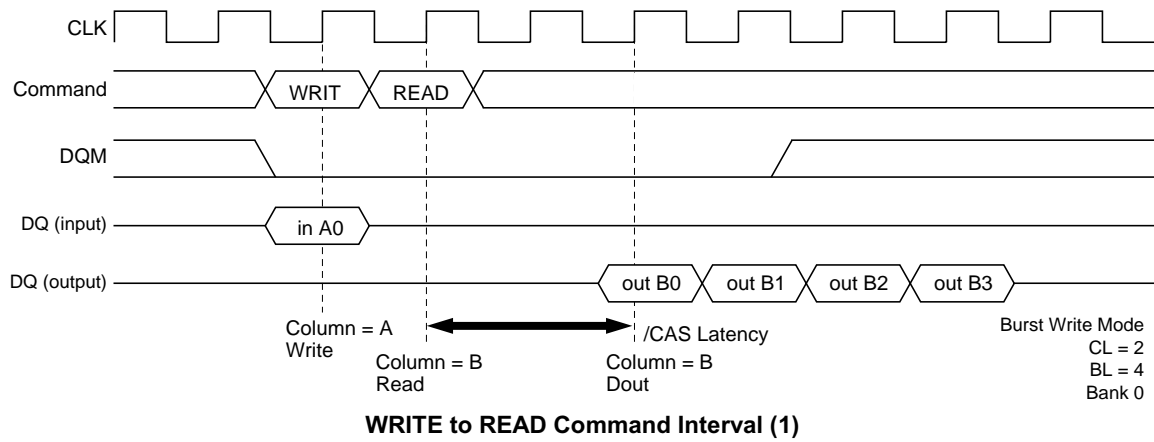 CLK
Command
WRIT
READ
DQM
DQ (input)
in A0
DQ (output)
out B0
out B1
out B2
out B3
Column = A
Write
/CAS Latency
Column = B
Read
Column = B
Dout
Burst Write Mode
CL = 2
BL = 4
Bank 0
WRITE to READ Command Interval (1)